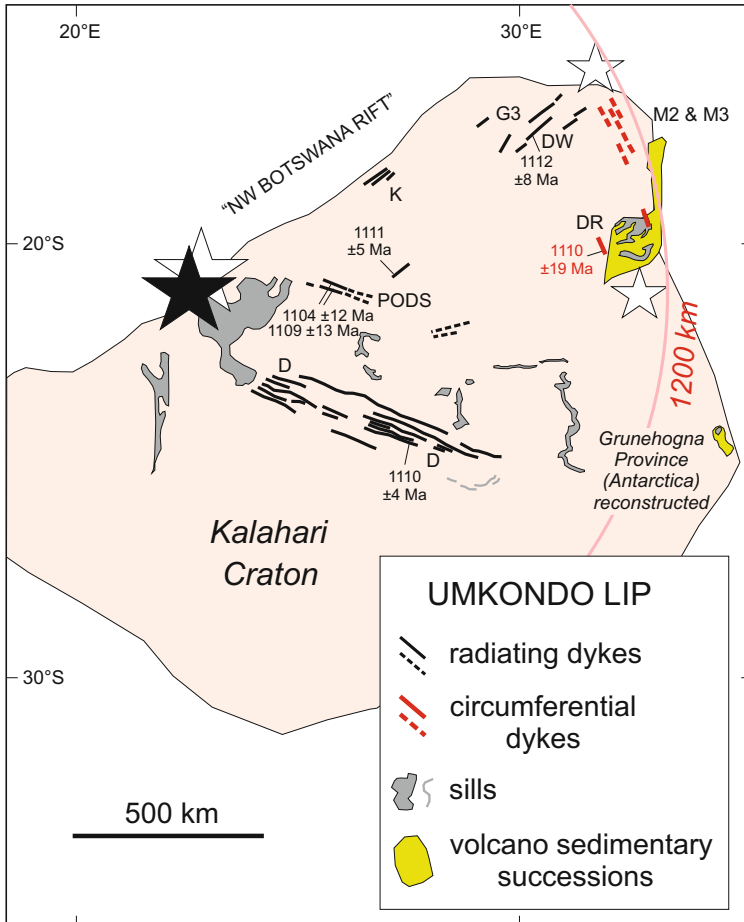 20°E
30°E
"NW BOTSWANA RIFT"
G3
M2 & M3
DW
1112
±8 Ma
K
20°S
DR
1111
±5 Ma
1110
±19 Ma
PODS
1104 ±12 Ma
1109 ±13 Ma
1200 km
D
D
1110
±4 Ma
Grunehogna
Province
(Antarctica)
reconstructed
Kalahari
Craton
30°S
500 km
UMKONDO LIP
radiating dykes
circumferential
dykes
sills
volcano sedimentary
successions